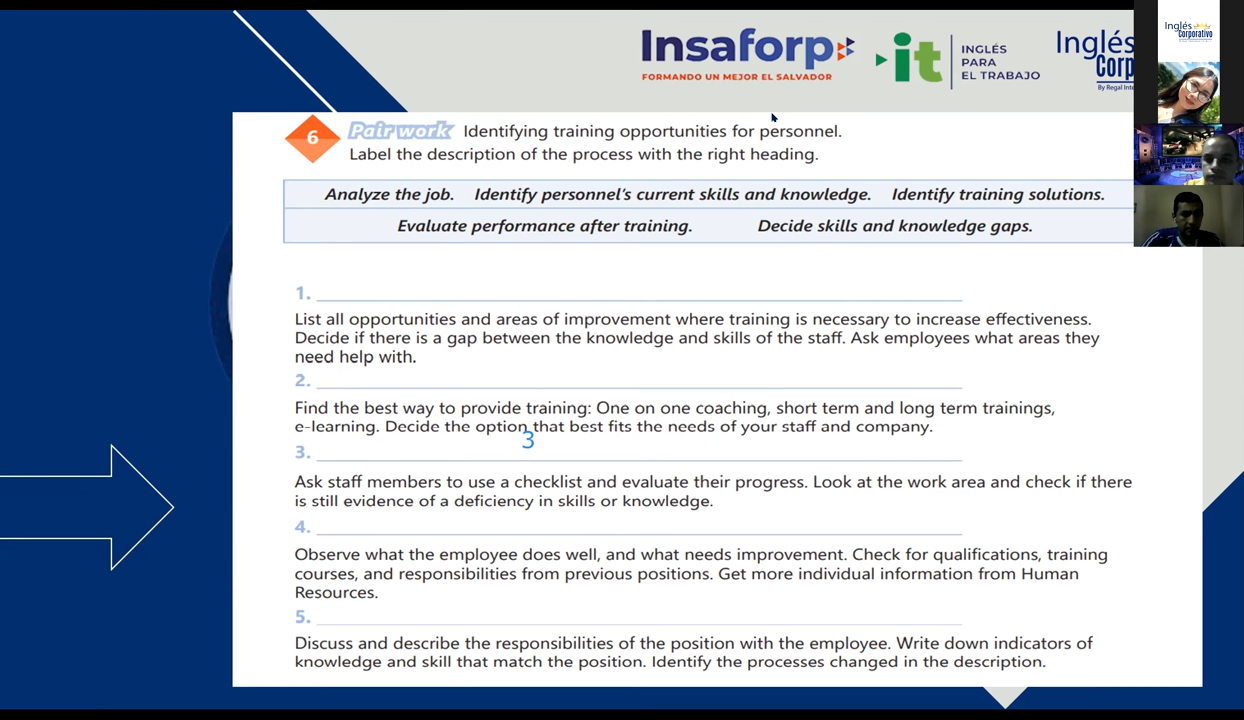 Insaforp
FORMANDO UN MEJOR EL SALVADOR
it
INGLÉS
PARA
EL TRABAJO
Inglés
Corp
By Regal Inte
Inglés
Corporativo
6 Pair work Identifying training opportunities for personnel.
Label the description of the process with the right heading.
Analyze the job. Identify personnel's current skills and knowledge. Identify training solutions.
Evaluate performance after training. Decide skills and knowledge gaps.
1.
List all opportunities and areas of improvement where training is necessary to increase effectiveness.
Decide if there is a gap between the knowledge and skills of the staff. Ask employees what areas they
need help with.
2.
Find the best way to provide training: One on one coaching, short term and long term trainings,
e-learning. Decide the option that best fits the needs of your staff and company.
3
3.
Ask staff members to use a checklist and evaluate their progress. Look at the work area and check if there
is still evidence of a deficiency in skills or knowledge.
4.
Observe what the employee does well, and what needs improvement. Check for qualifications, training
courses, and responsibilities from previous positions. Get more individual information from Human
Resources.
5.
Discuss and describe the responsibilities of the position with the employee. Write down indicators of
knowledge and skill that match the position. Identify the processes changed in the description.